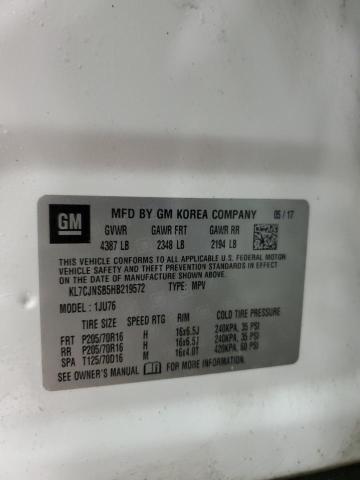 GM
MFD BY GM KOREA COMPANY 05/17
GVWR GAWR FRT GAWR RR
4387 LB 2348 LB 2194 LB
THIS VEHICLE CONFORMS TO ALL APPLICABLE U.S. FEDERAL MOTOR
VEHICLE SAFETY, BUMPER, AND THEFT PREVENTION STANDARDS IN
EFFECT ON THE DATE OF MANUFACTURE SHOWN ABOVE.
KL7CJNSB5HB219572 TYPE: MPV
MODEL : 1JU76
TIRE SIZE SPEED RTG RIM COLD TIRE PRESSURE
FRT P205/70R16 H 16x6.5J 240KPA, 35 PSI
RR P205/70R16 H 16x6.5J 240KPA, 35 PSI
SPA T125/70D16 M 16x4.0T 420KPA, 60 PSI
SEE OWNER'S MANUAL FOR MORE INFORMATION.